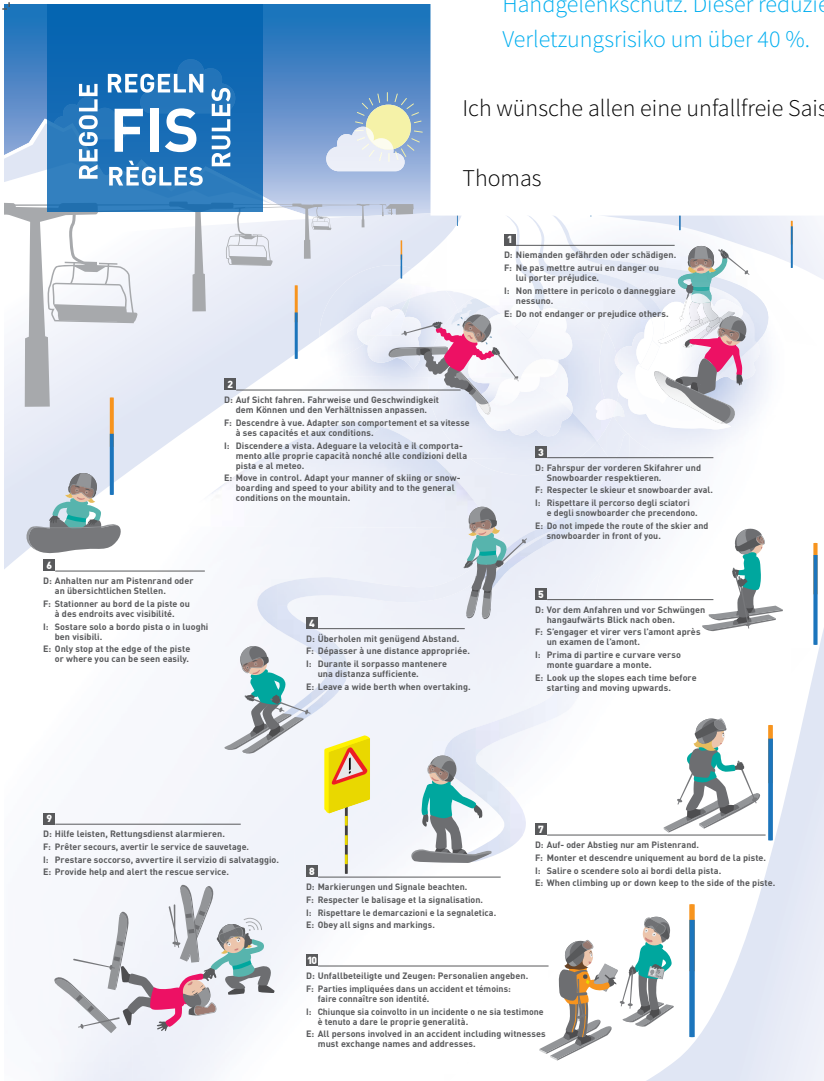 Handgelenkschutz. Dieser reduzie
Verletzungsrisiko um über 40 %.
Ich wünsche allen eine unfallfreie Sais
Thomas
REGOLE
REGELN
FIS
RÈGLES
RULES
1
D: Niemanden gefährden oder schädigen.
F: Ne pas mettre autrui en danger ou
lui porter préjudice.
I: Non mettere in pericolo o danneggiare
nessuno.
E: Do not endanger or prejudice others.
2
D: Auf Sicht fahren. Fahrweise und Geschwindigkeit
dem Können und den Verhältnissen anpassen.
F: Descendre à vue. Adapter son comportement et sa vitesse
à ses capacités et aux conditions.
I: Discendere a vista. Adeguare la velocità e il comporta-
mento alle proprie capacità nonché alle condizioni della
pista e al meteo.
E: Move in control. Adapt your manner of skiing or snow-
boarding and speed to your ability and to the general
conditions on the mountain.
3
D: Fahrspur der vorderen Skifahrer und
Snowboarder respektieren.
F: Respecter le skieur et snowboarder aval.
I: Rispettare il percorso degli sciatori
e degli snowboarder che precendono.
E: Do not impede the route of the skier and
snowboarder in front of you.
6
D: Anhalten nur am Pistenrand oder
an übersichtlichen Stellen.
F: Stationner au bord de la piste ou
à des endroits avec visibilité.
I: Sostare solo a bordo pista o in luoghi
ben visibili.
E: Only stop at the edge of the piste
or where you can be seen easily.
4
D: Überholen mit genügend Abstand.
F: Dépasser à une distance appropriée.
I: Durante il sorpasso mantenere
una distanza sufficiente.
E: Leave a wide berth when overtaking.
5
D: Vor dem Anfahren und vor Schwüngen
hangaufwärts Blick nach oben.
F: S'engager et virer vers l'amont après
un examen de l'amont.
I: Prima di partire e curvare verso
monte guardare a monte.
E: Look up the slopes each time before
starting and moving upwards.
9
D: Hilfe leisten, Rettungsdienst alarmieren.
F: Prêter secours, avertir le service de sauvetage.
I: Prestare soccorso, avvertire il servizio di salvataggio.
E: Provide help and alert the rescue service.
!
8
D: Markierungen und Signale beachten.
F: Respecter le balisage et la signalisation.
I: Rispettare le demarcazioni e la segnaletica.
E: Obey all signs and markings.
7
D: Auf- oder Abstieg nur am Pistenrand.
F: Monter et descendre uniquement au bord de la piste.
I: Salire o scendere solo ai bordi della pista.
E: When climbing up or down keep to the side of the piste.
10
D: Unfallbeteiligte und Zeugen: Personalien angeben.
F: Parties impliquées dans un accident et témoins:
faire connaître son identité.
I: Chiunque sia coinvolto in un incidente o ne sia testimone
è tenuto a dare le proprie generalità.
E: All persons involved in an accident including witnesses
must exchange names and addresses.